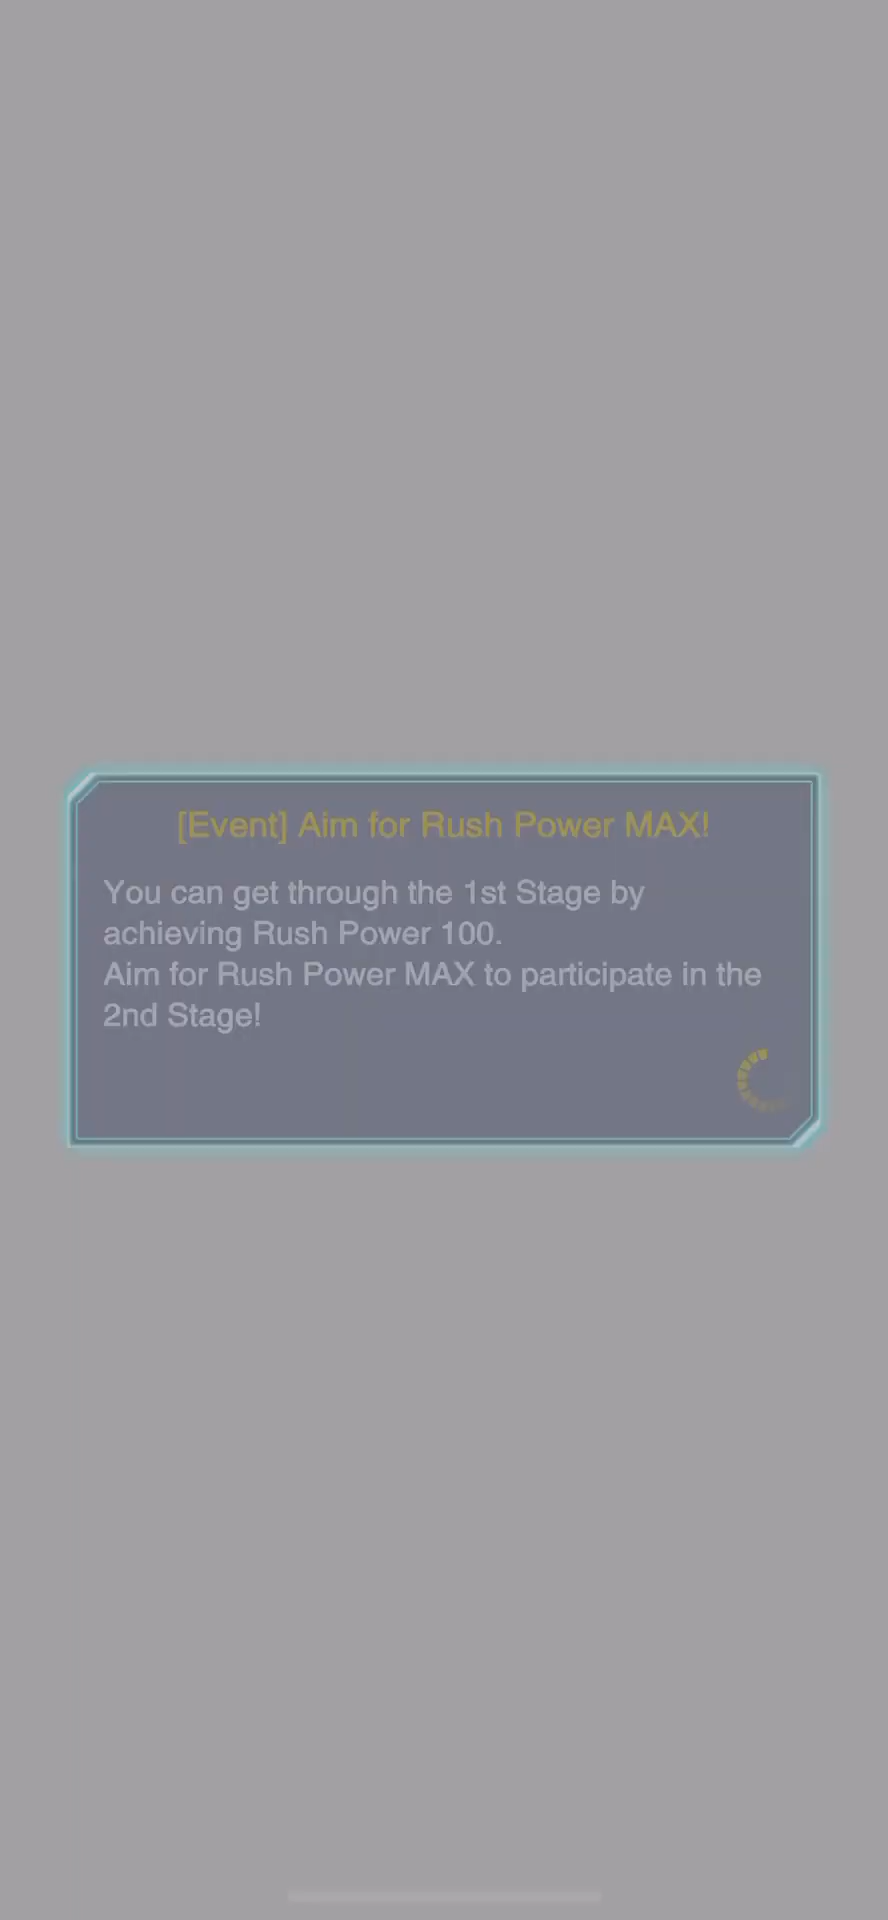 [Event] Aim for Rush Power MAX!
You can get through the 1st Stage by
achieving Rush Power 100.
Aim for Rush Power MAX to participate in the
2nd Stage!